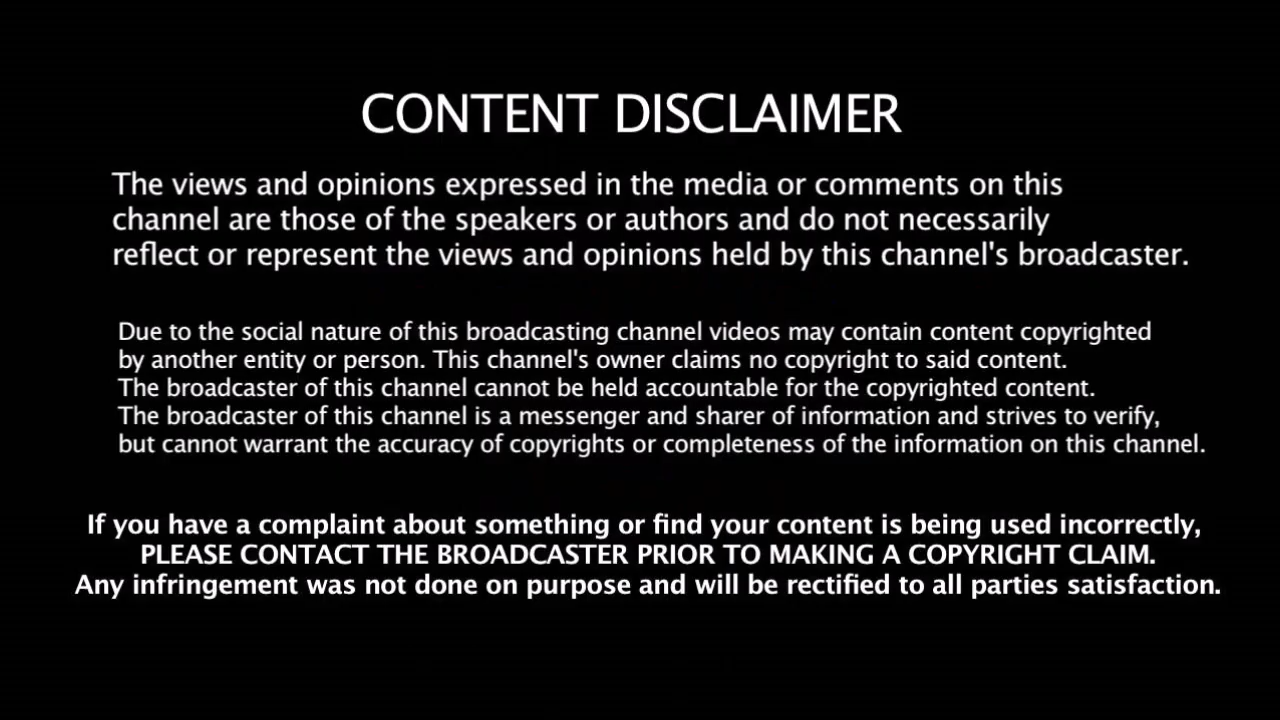 CONTENT DISCLAIMER
The views and opinions expressed in the media or comments on this
channel are those of the speakers or authors and do not necessarily
reflect or represent the views and opinions held by this channel's broadcaster.
Due to the social nature of this broadcasting channel videos may contain content copyrighted
by another entity or person. This channel's owner claims no copyright to said content.
The broadcaster of this channel cannot be held accountable for the copyrighted content.
The broadcaster of this channel is a messenger and sharer of information and strives to verify,
but cannot warrant the accuracy of copyrights or completeness of the information on this channel.
If you have a complaint about something or find your content is being used incorrectly,
PLEASE CONTACT THE BROADCASTER PRIOR TO MAKING A COPYRIGHT CLAIM.
Any infringement was not done on purpose and will be rectified to all parties satisfaction.